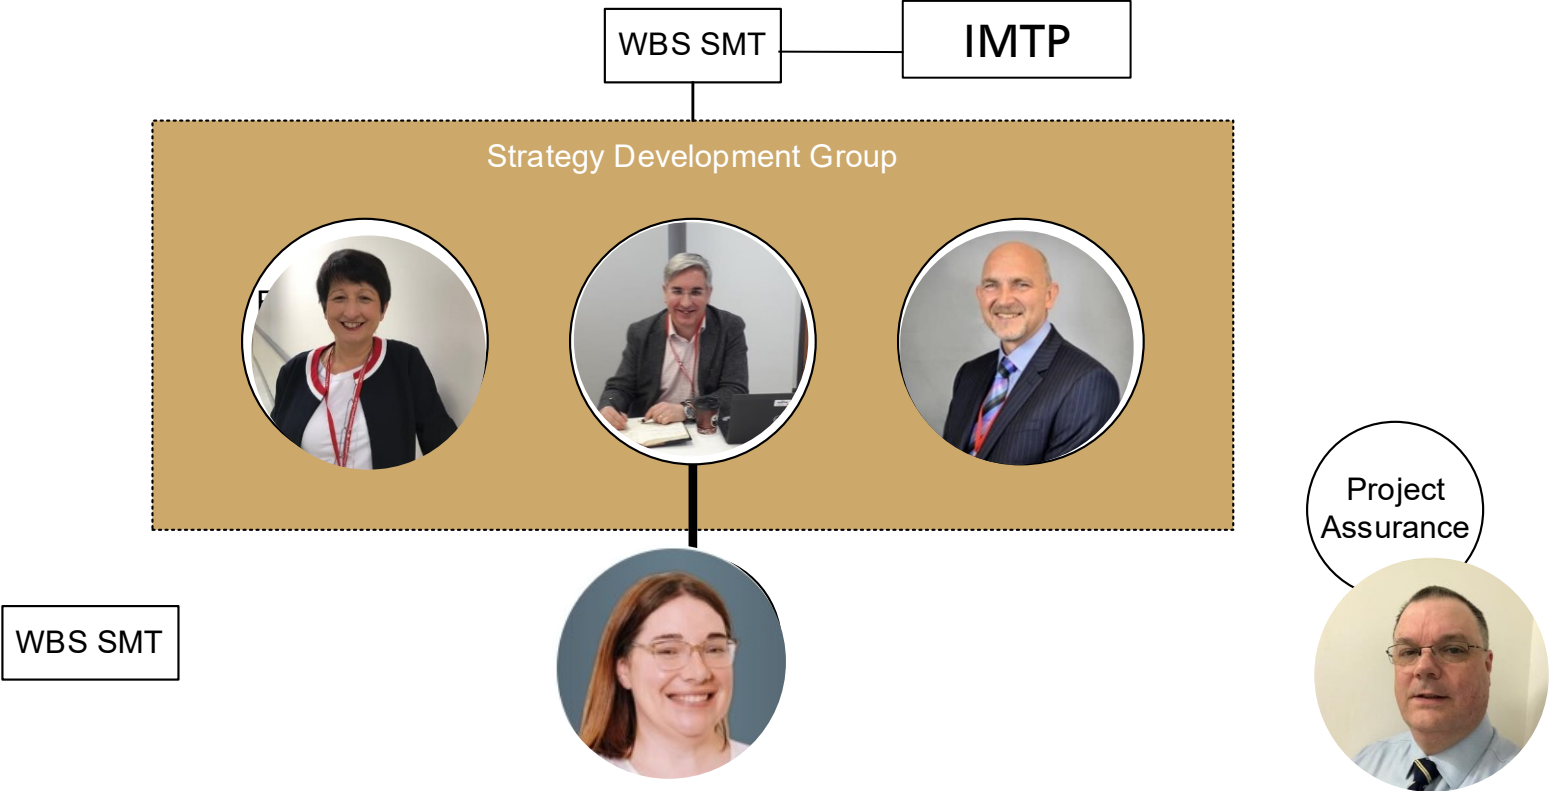 WBS SMT
IMTP
Strategy Development Group
Project
Assurance
WBS SMT